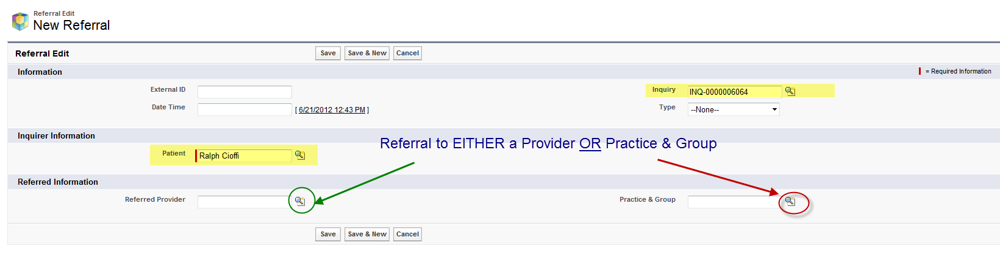 Referral Edit
New Referral
Referral Edit Save Save & New Cancel
Information = Required Information
External ID Inquiry INQ-0000006064
Date Time [ 6/21/2012 12:43 PM ] Type --None--
Inquirer Information
Referral to EITHER a Provider OR Practice & Group
Patient Ralph Cioffi
Referred Information
Referred Provider Practice & Group
Save Save & New Cancel